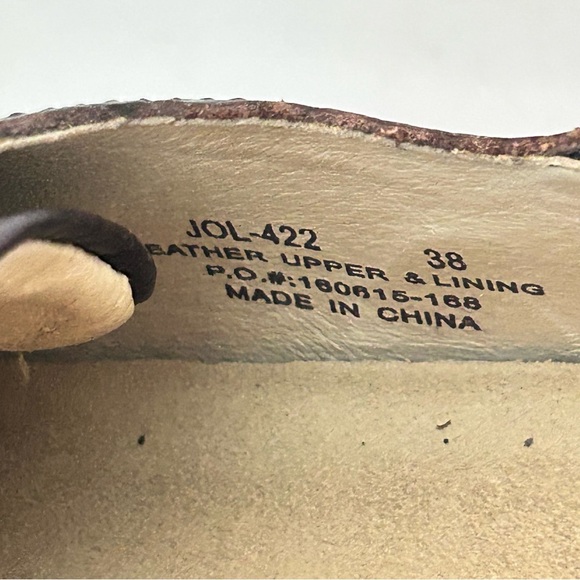 JOL-422 38
EATHER UPPER & LINING
P.O.#:160615-168
MADE IN CHINA